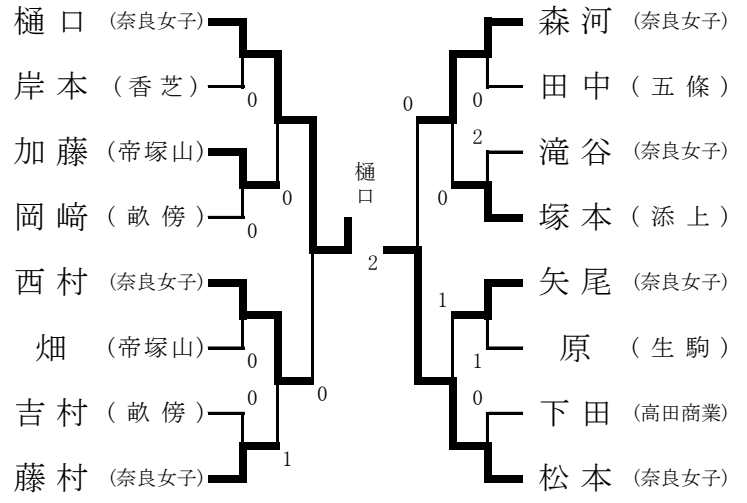 樋口 (奈良女子)
岸本 (香芝)
0
加藤 (帝塚山)
0
岡﨑 (畝傍)
0
西村 (奈良女子)
畑 (帝塚山)
0
吉村 (畝傍)
0
0
藤村 (奈良女子)
1
樋口
2
森河 (奈良女子)
0
田中 (五條)
0
2
滝谷 (奈良女子)
0
塚本 (添上)
矢尾 (奈良女子)
1
原 (生駒)
1
0
下田 (高田商業)
松本 (奈良女子)